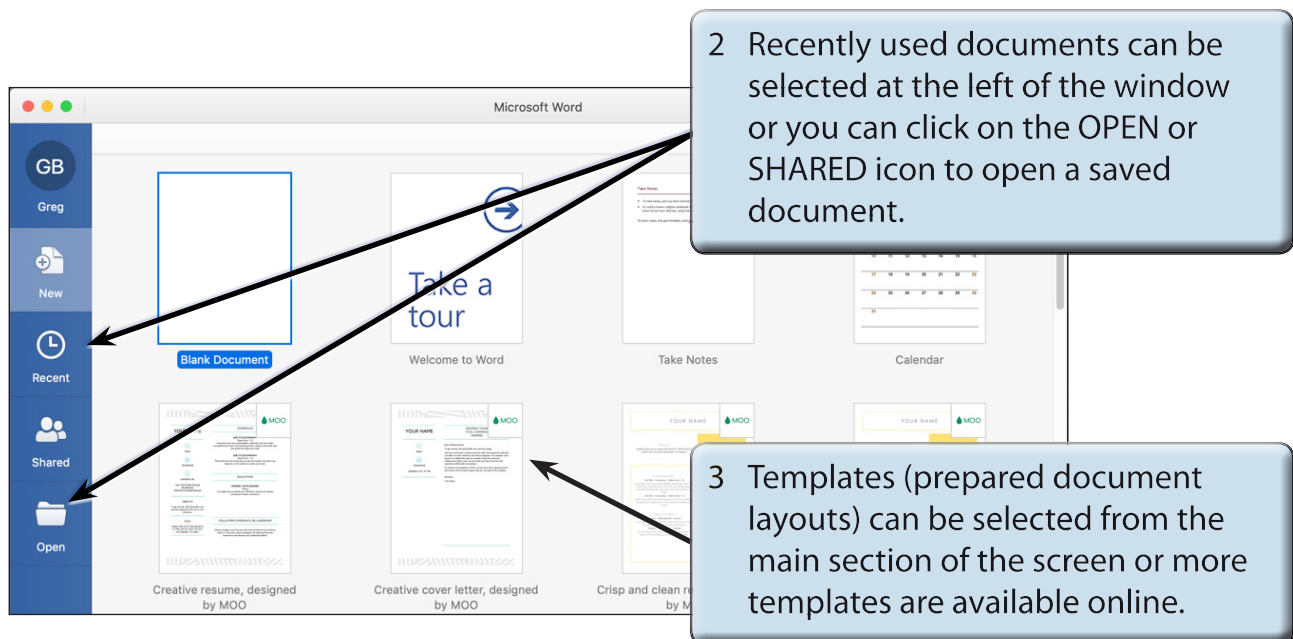 2 Recently used documents can be
selected at the left of the window
or you can click on the OPEN or
SHARED icon to open a saved
document.
Microsoft Word
GB
Greg
New
Recent
Shared
Open
Take a
tour
Take Notes
Blank Document
Welcome to Word
Take Notes
Calendar
MOO
YOUR NAME
MOO
YOUR NAME
MOO
YOUR NAME
MOO
Creative resume, designed
by MOO
Creative cover letter, designed
by MOO
Crisp and clean
by
3 Templates (prepared document
layouts) can be selected from the
main section of the screen or more
templates are available online.